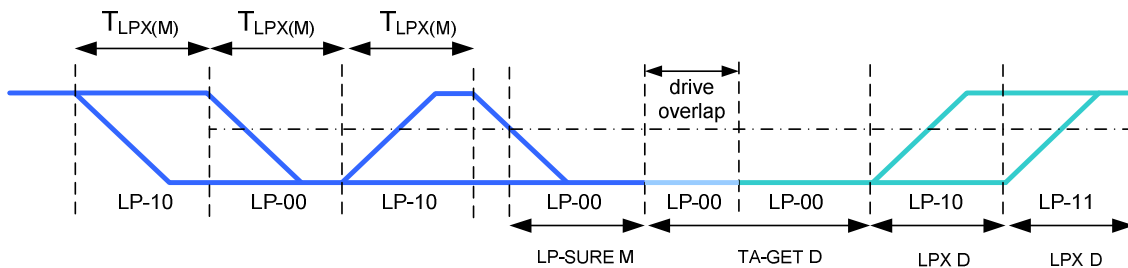 TLPX(M) TLPX(M) TLPX(M)
drive
overlap
LP-10 LP-00 LP-10 LP-00 LP-00 LP-00 LP-10 LP-11
LP-SURE M TA-GET D LPX D LPX D